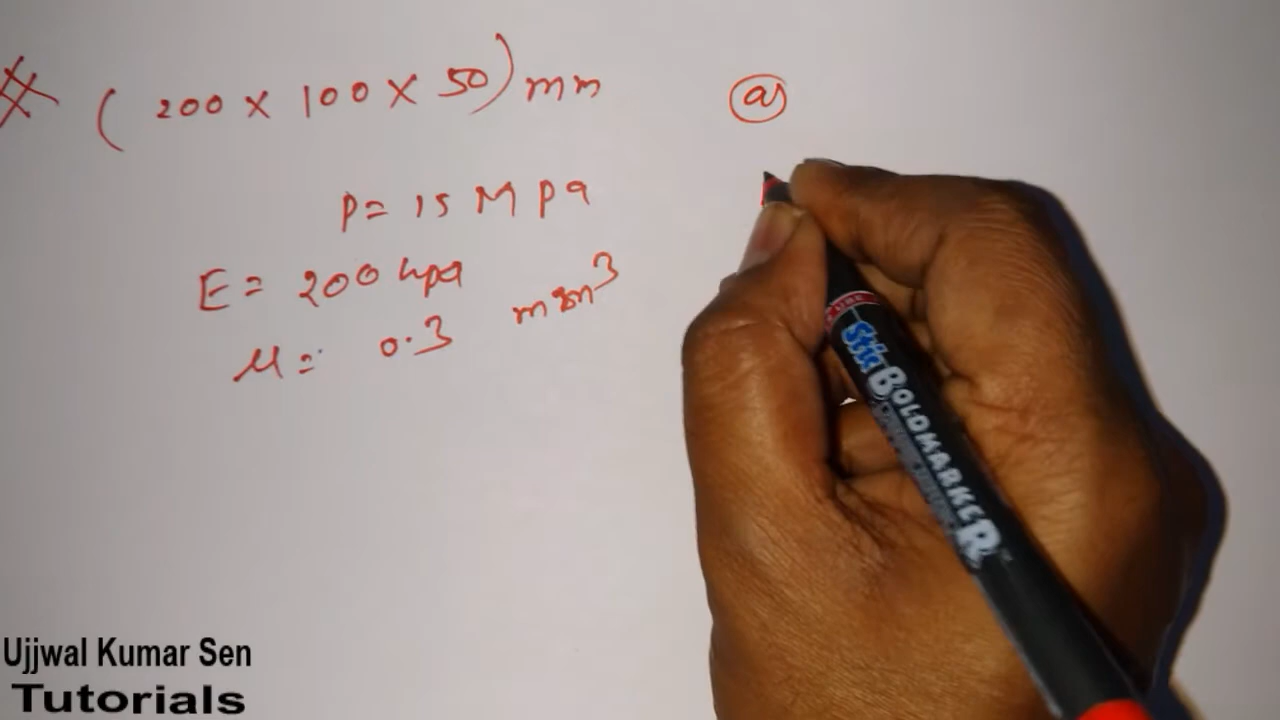 (200 x 100 x 50) mm
P= 15 MPa
E= 200 GPa
μ= 0.3 mm³
a
Stic BOLDMARKER
Ujjwal Kumar Sen
Tutorials